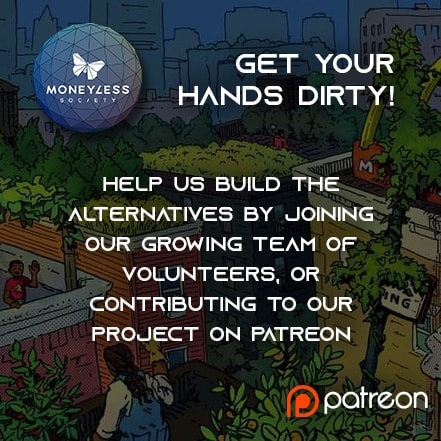 MONEYLESS
SOCIETY
GET YOUR
HANDS DIRTY!
HELP US BUILD THE
ALTERNATIVES BY JOINING
OUR GROWING TEAM OF
VOLUNTEERS, OR
CONTRIBUTING TO OUR
PROJECT ON PATREON
M
NG
patreon